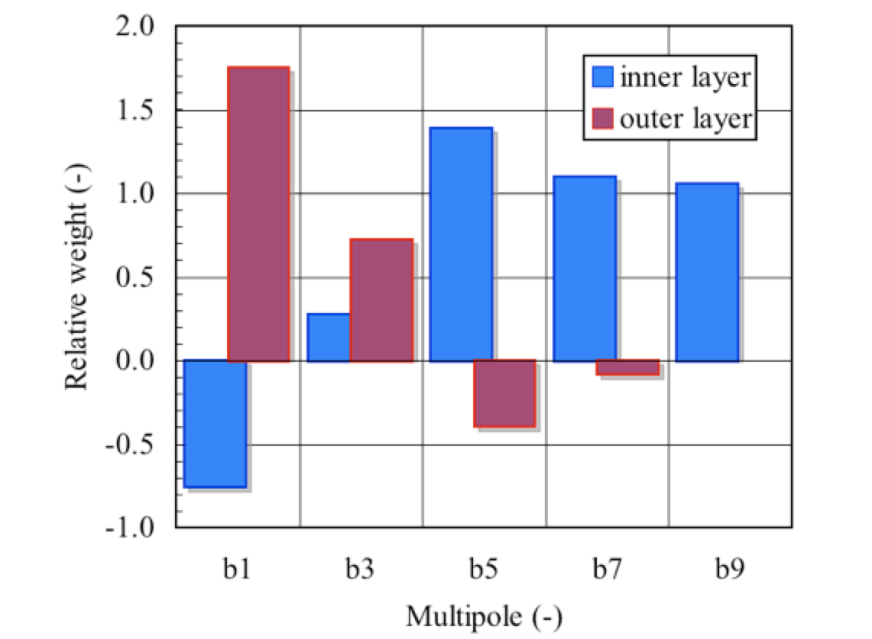 2.0
1.5
1.0
0.5
0.0
-0.5
-1.0
Relative weight (-)
inner layer
outer layer
b1 b3 b5 b7 b9
Multipole (-)